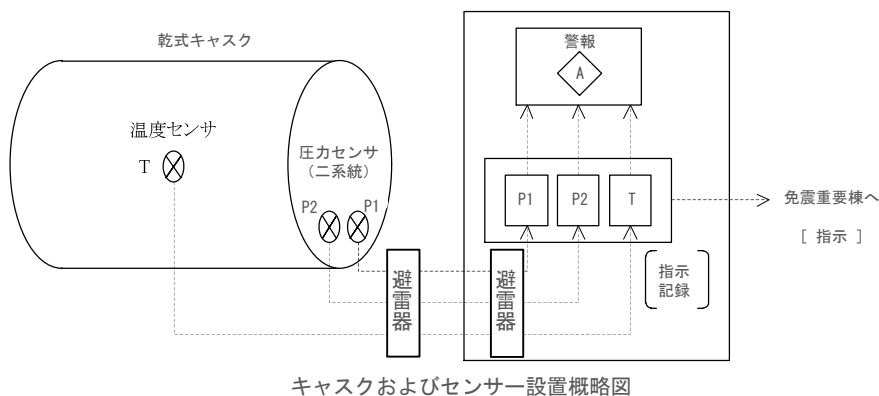 乾式キャスク
温度センサ
T
圧力センサ
(二系統)
P2
P1
避雷器
避雷器
警報
A
P1
P2
T
指示
記録
免震重要棟へ
[ 指示 ]
キャスクおよびセンサー設置概略図